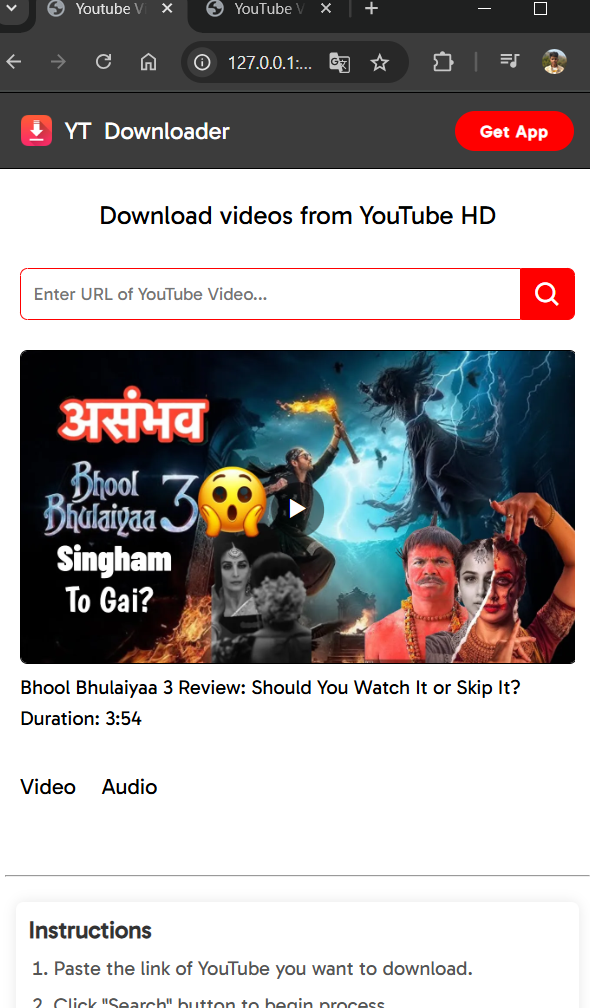 Youtube Vi
YouTube V
127.0.0.1:...
YT Downloader
Get App
Download videos from YouTube HD
Enter URL of YouTube Video...
असंभव
Bhool
Bhulaiyaa 3
Singham
To Gai?
Bhool Bhulaiyaa 3 Review: Should You Watch It or Skip It?
Duration: 3:54
Video Audio
Instructions
1. Paste the link of YouTube you want to download.
2. Click "Search" button to begin process